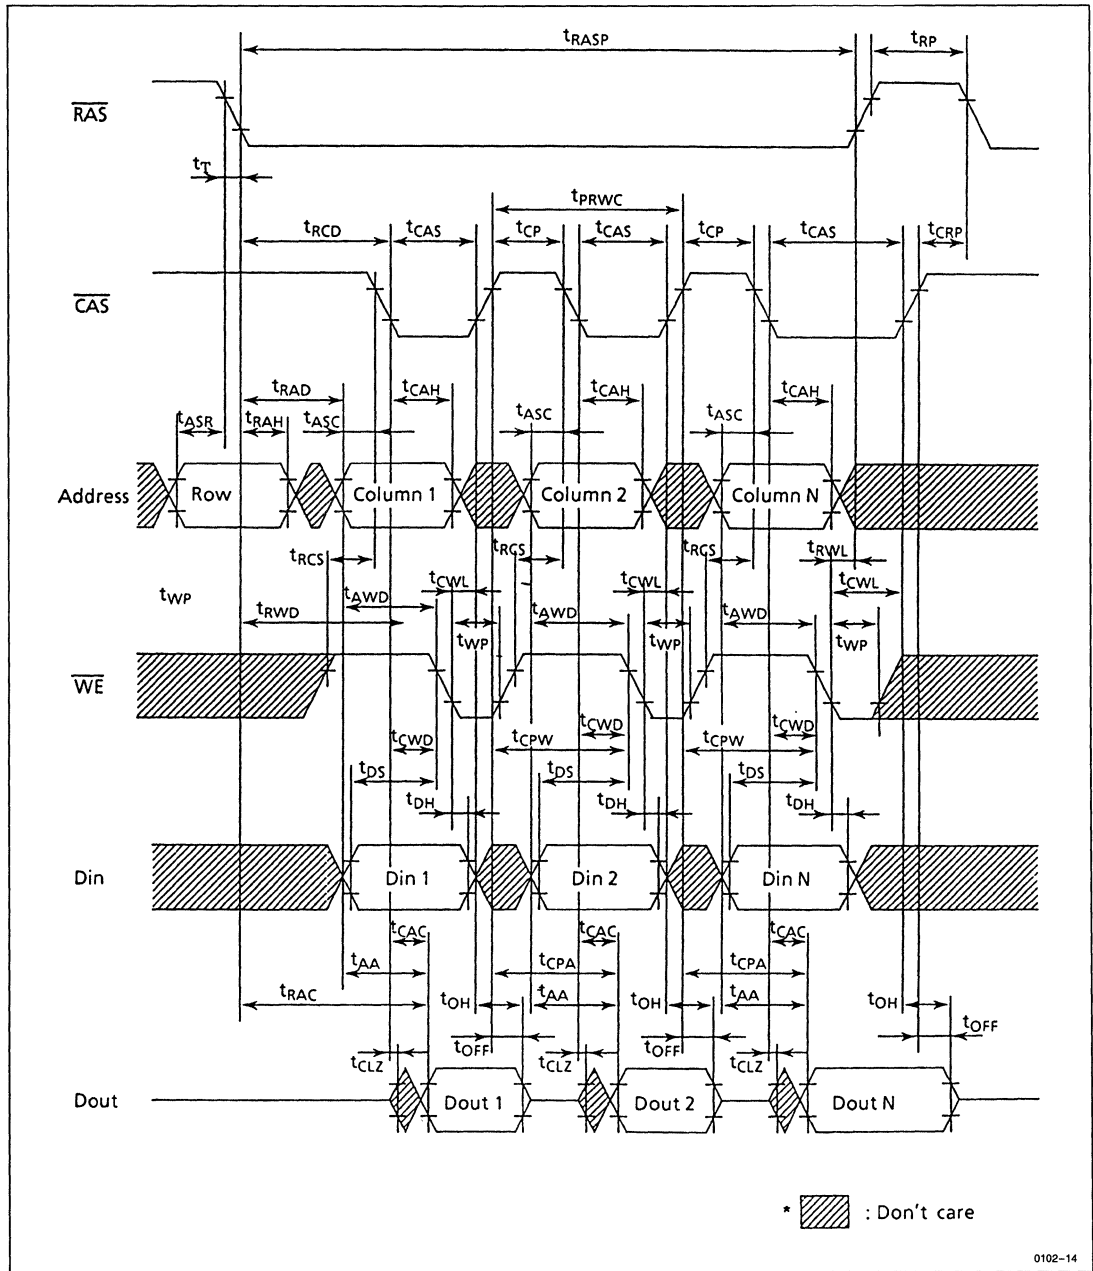 tRASP tRP
RAS
tT
tPRWC
tRCD tCAS tCP tCAS tCP tCAS tCRP
CAS
tRAD tCAH tCAH tCAH
tASR tRAH tASC tASC tASC
Address Row Column 1 Column 2 Column N
tRCS tRCS tRCS tRWL
tCWL tCWL tCWL
tWP tAWD tAWD tAWD
tRWD tWP tWP tWP
WE
tCWD tCPW tCWD tCPW tCWD
tDS tDS tDS
tDH tDH tDH
Din Din 1 Din 2 Din N
tCAC tCAC tCAC
tAA tCPA tCPA
tRAC tOH tAA tOH tAA tOH
tOFF tOFF tOFF
tCLZ tCLZ tCLZ
Dout Dout 1 Dout 2 Dout N
* : Don't care
0102-14